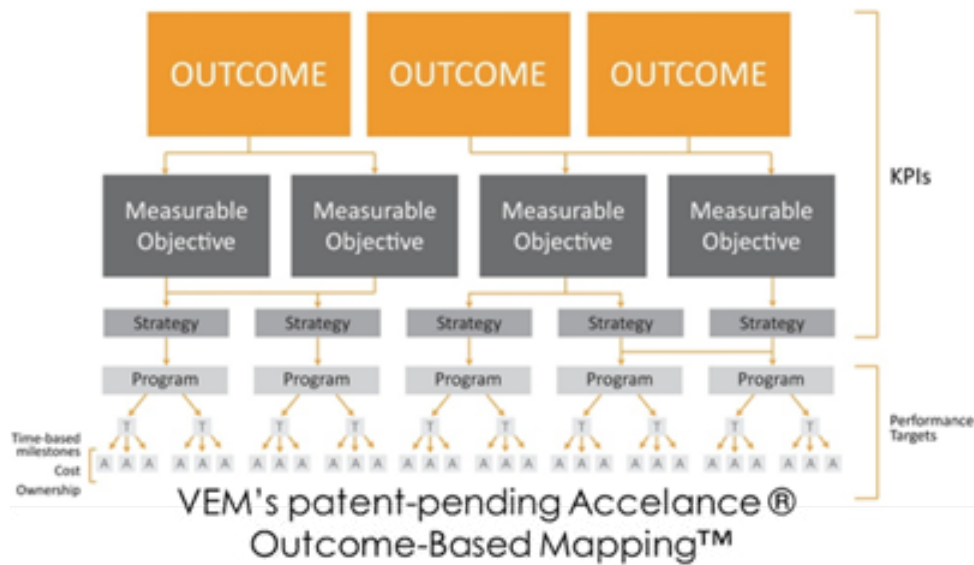 OUTCOME OUTCOME OUTCOME
KPIs
Measurable Measurable Measurable Measurable
Objective Objective Objective Objective
Strategy Strategy Strategy Strategy Strategy
Program Program Program Program Program
Performance
Targets
T T T T T T T T T T
Time-based
milestones
A A A A A A A A A A A A A A A A A A A A A A A A A A A A A A
Cost
Ownership
VEM's patent-pending Accelance ®
Outcome-Based Mapping™